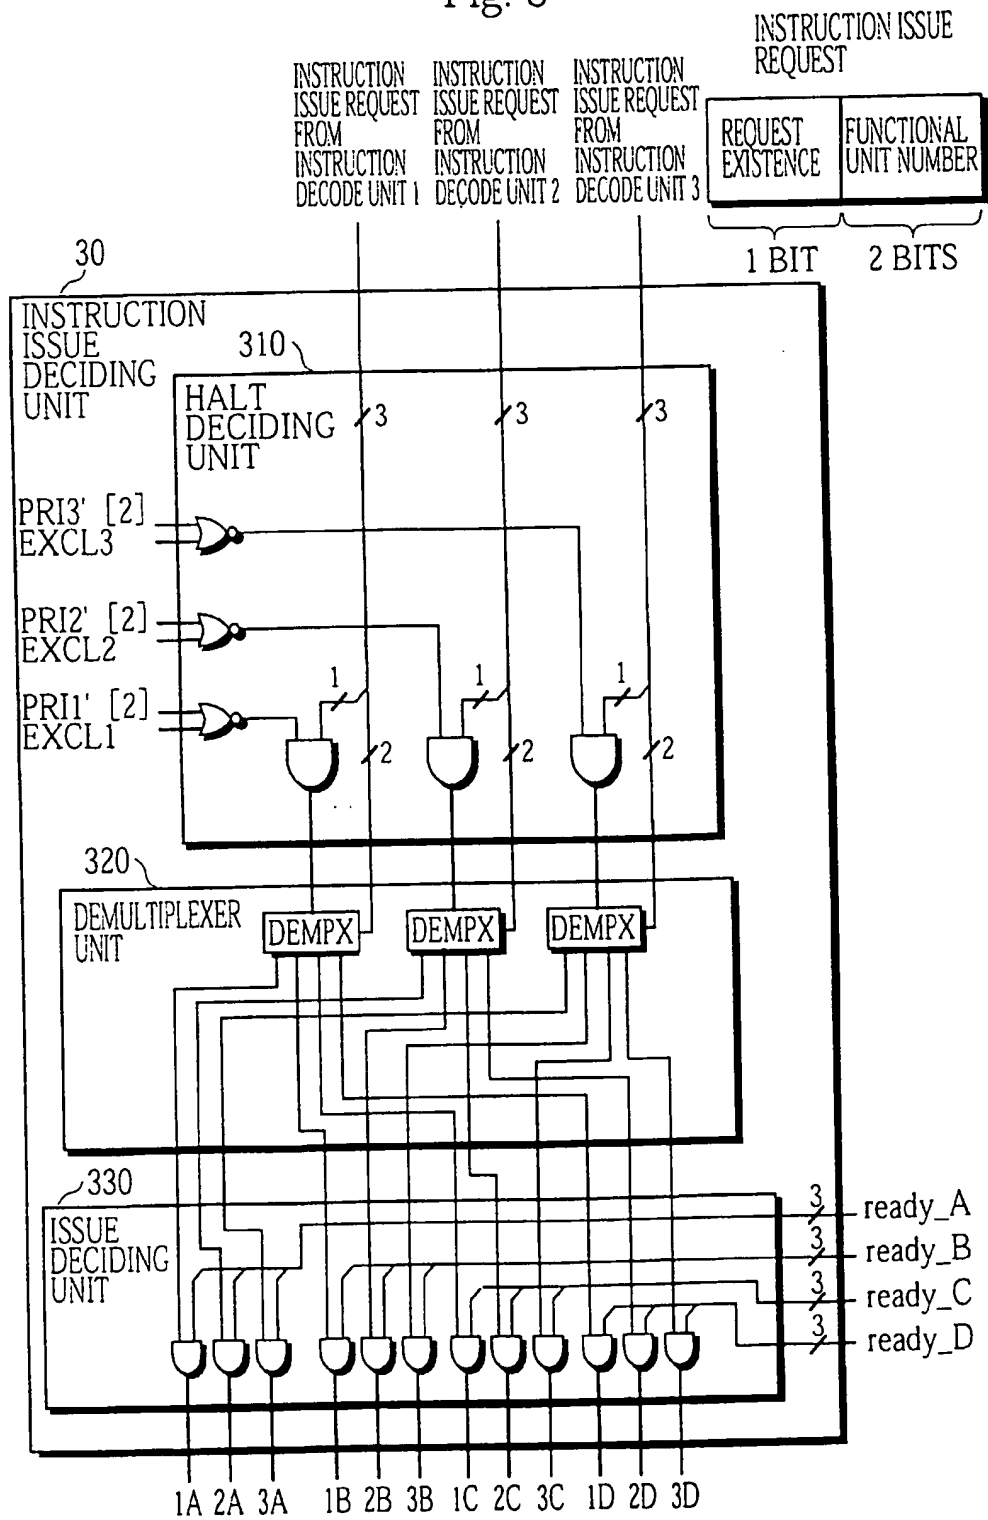 INSTRUCTION ISSUE
REQUEST
INSTRUCTION
ISSUE REQUEST
FROM
INSTRUCTION
DECODE UNIT 1
INSTRUCTION
ISSUE REQUEST
FROM
INSTRUCTION
DECODE UNIT 2
INSTRUCTION
ISSUE REQUEST
FROM
INSTRUCTION
DECODE UNIT 3
REQUEST
EXISTENCE
FUNCTIONAL
UNIT NUMBER
1 BIT
2 BITS
30
INSTRUCTION
ISSUE
DECIDING
UNIT
310
HALT
DECIDING
UNIT
3
3
3
PRI3' [2]
EXCL3
PRI2' [2]
EXCL2
PRI1' [2]
EXCL1
1
1
1
2
2
2
320
DEMULTIPLEXER
UNIT
DEMPX
DEMPX
DEMPX
330
ISSUE
DECIDING
UNIT
3
ready_A
3
ready_B
3
ready_C
3
ready_D
1A 2A 3A 1B 2B 3B 1C 2C 3C 1D 2D 3D